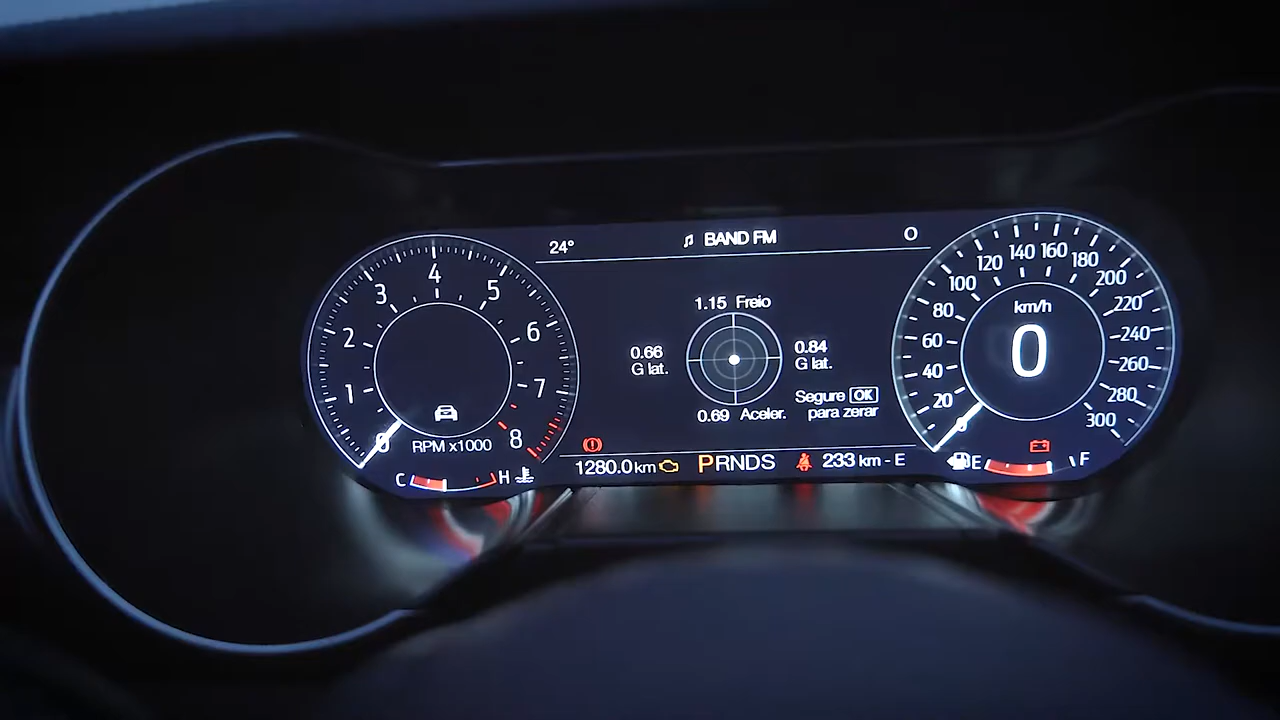 24° BAND FM O
1
2
3
4
5
6
7
8
0
RPM x1000
C H
1.15 Freio
0.66
G lat.
0.84
G lat.
0.69 Aceler.
Segure OK
para zerar
1280.0 km PRNDS 233 km - E
0
20
40
60
80
100
120
140
160
180
200
220
240
260
280
300
km/h
0
E F